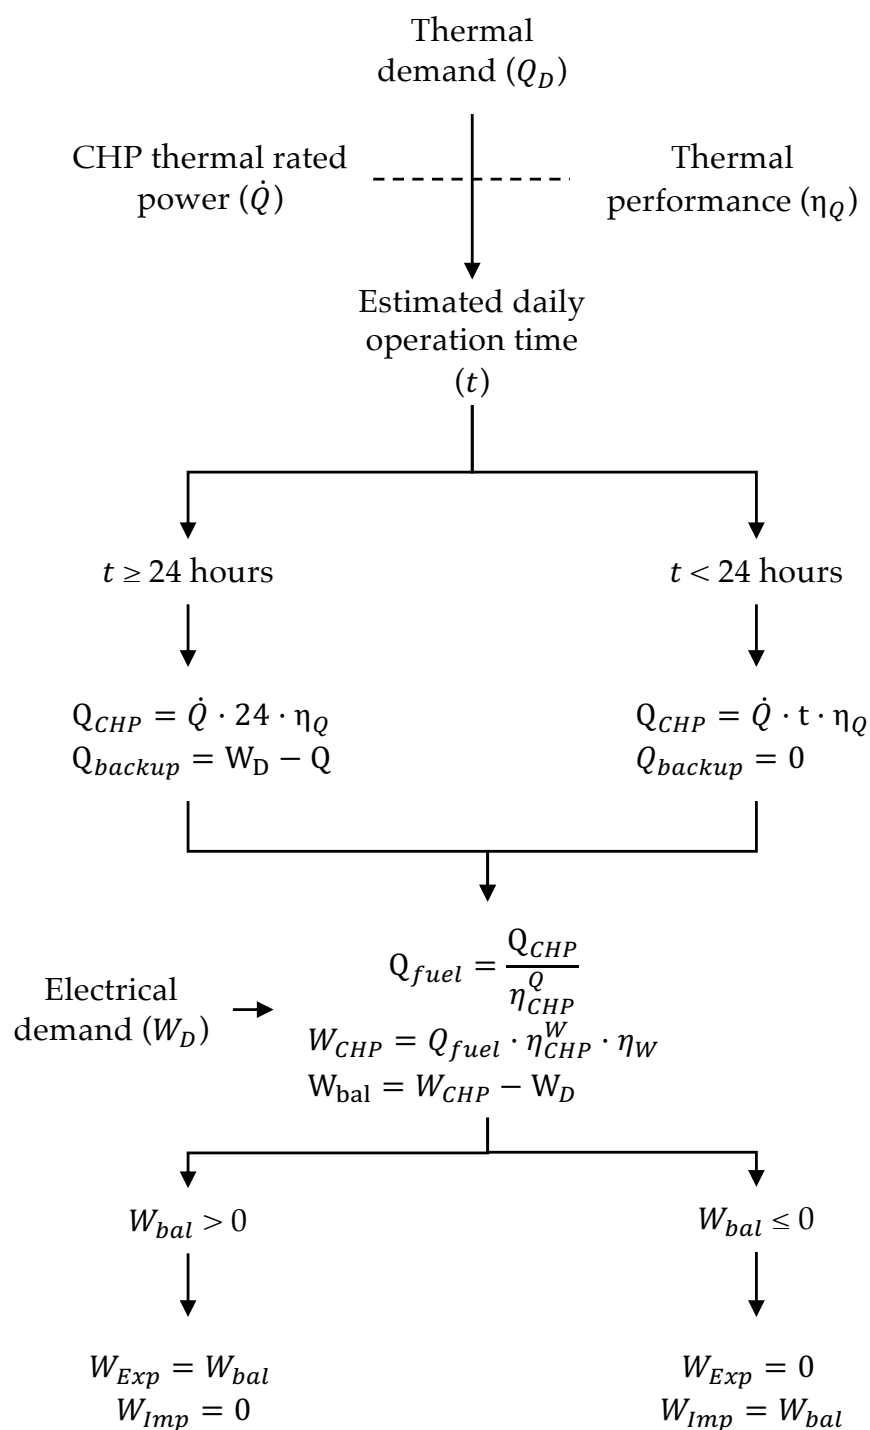 Thermal
demand (Q_D)
CHP thermal rated
power (Q̇)
Thermal
performance (η_Q)
Estimated daily
operation time
(t)
t ≥ 24 hours
t < 24 hours
Q_CHP = Q̇ · 24 · η_Q
Q_backup = W_D − Q
Q_CHP = Q̇ · t · η_Q
Q_backup = 0
Electrical
demand (W_D)
Q_fuel = Q_CHP / η_CHP^Q
W_CHP = Q_fuel · η_CHP^W · η_W
W_bal = W_CHP − W_D
W_bal > 0
W_bal ≤ 0
W_Exp = W_bal
W_Imp = 0
W_Exp = 0
W_Imp = W_bal